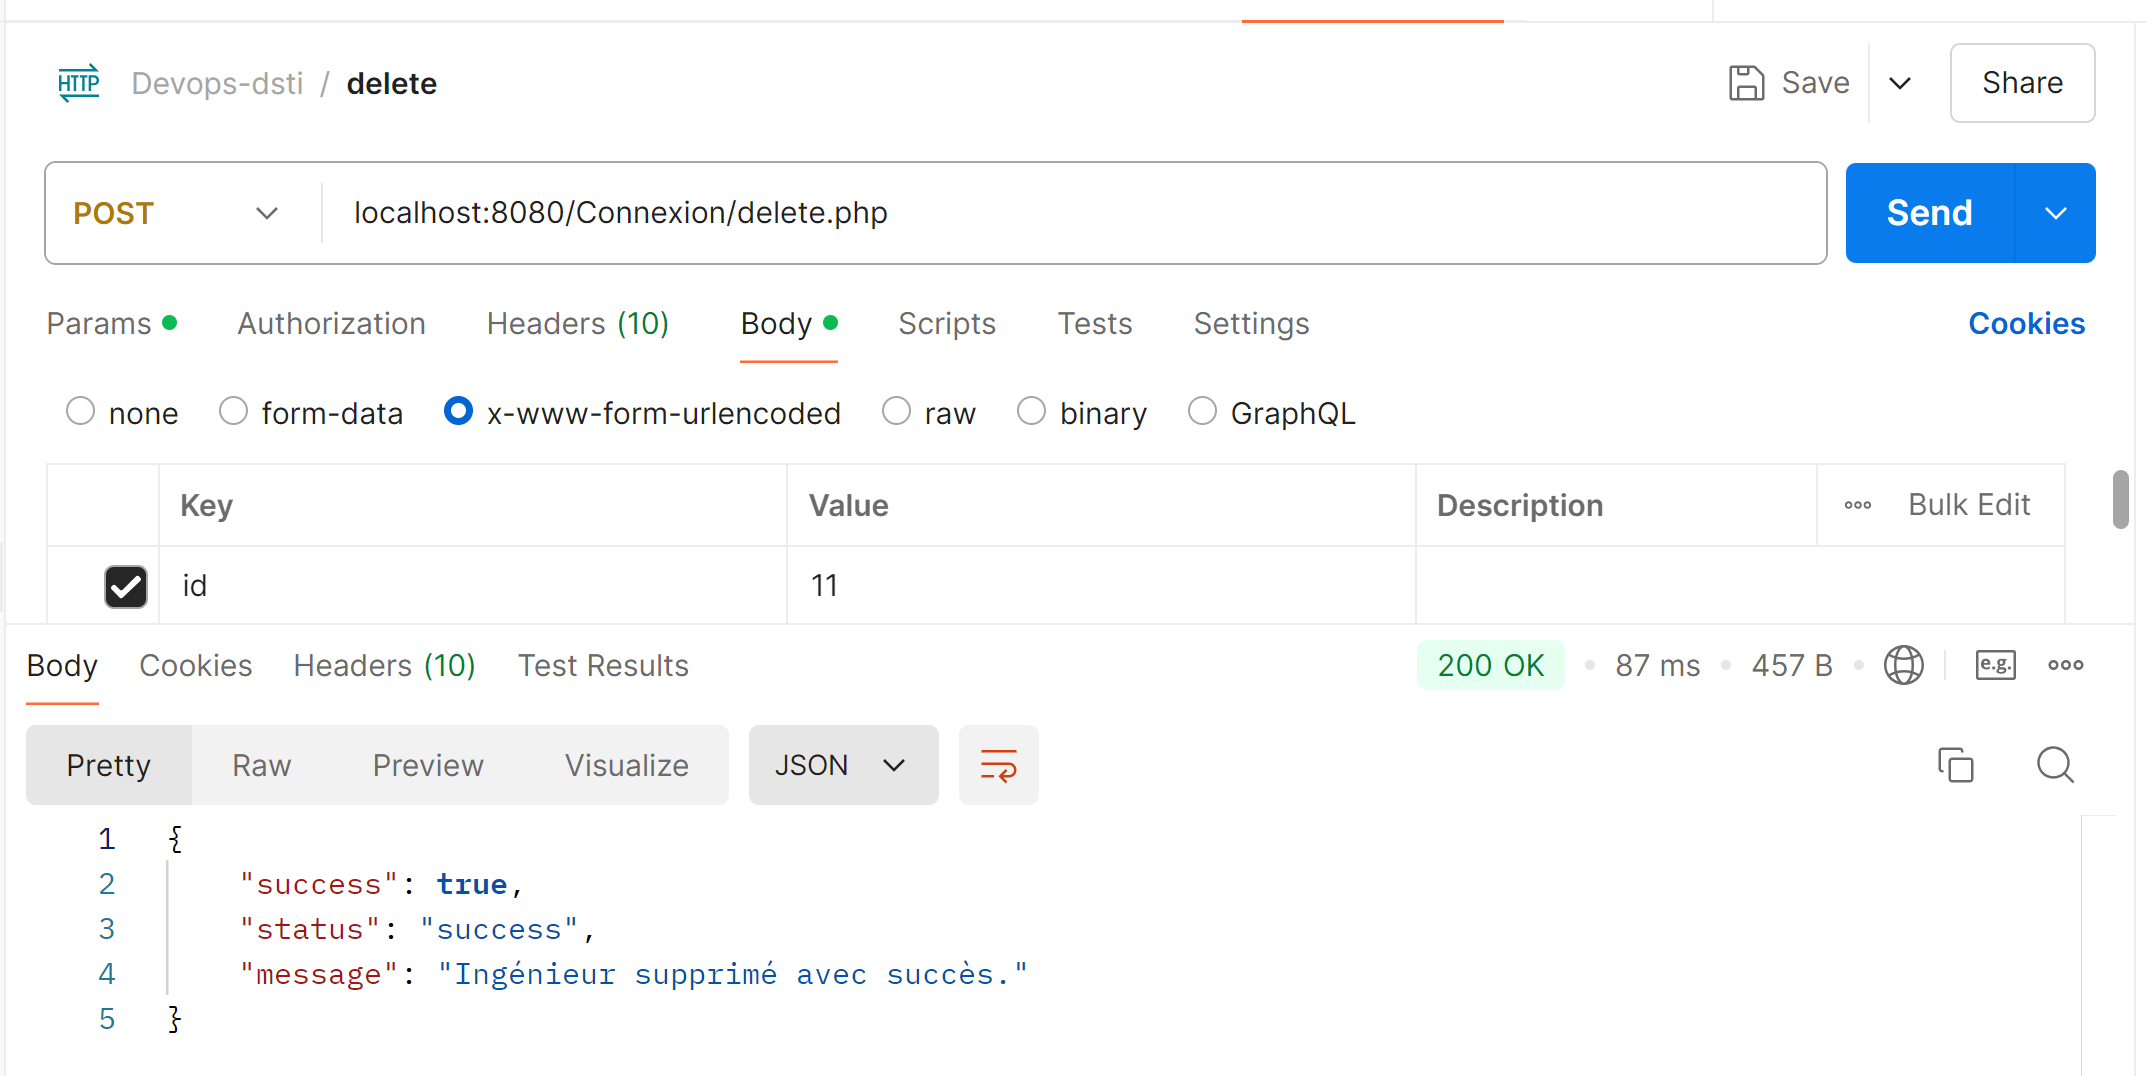 HTTP Devops-dsti / delete Save Share
POST localhost:8080/Connexion/delete.php Send
Params Authorization Headers (10) Body Scripts Tests Settings Cookies
none form-data x-www-form-urlencoded raw binary GraphQL
Key Value Description Bulk Edit
id 11
Body Cookies Headers (10) Test Results 200 OK 87 ms 457 B e.g.
Pretty Raw Preview Visualize JSON
1 {
2 "success": true,
3 "status": "success",
4 "message": "Ingénieur supprimé avec succès."
5 }